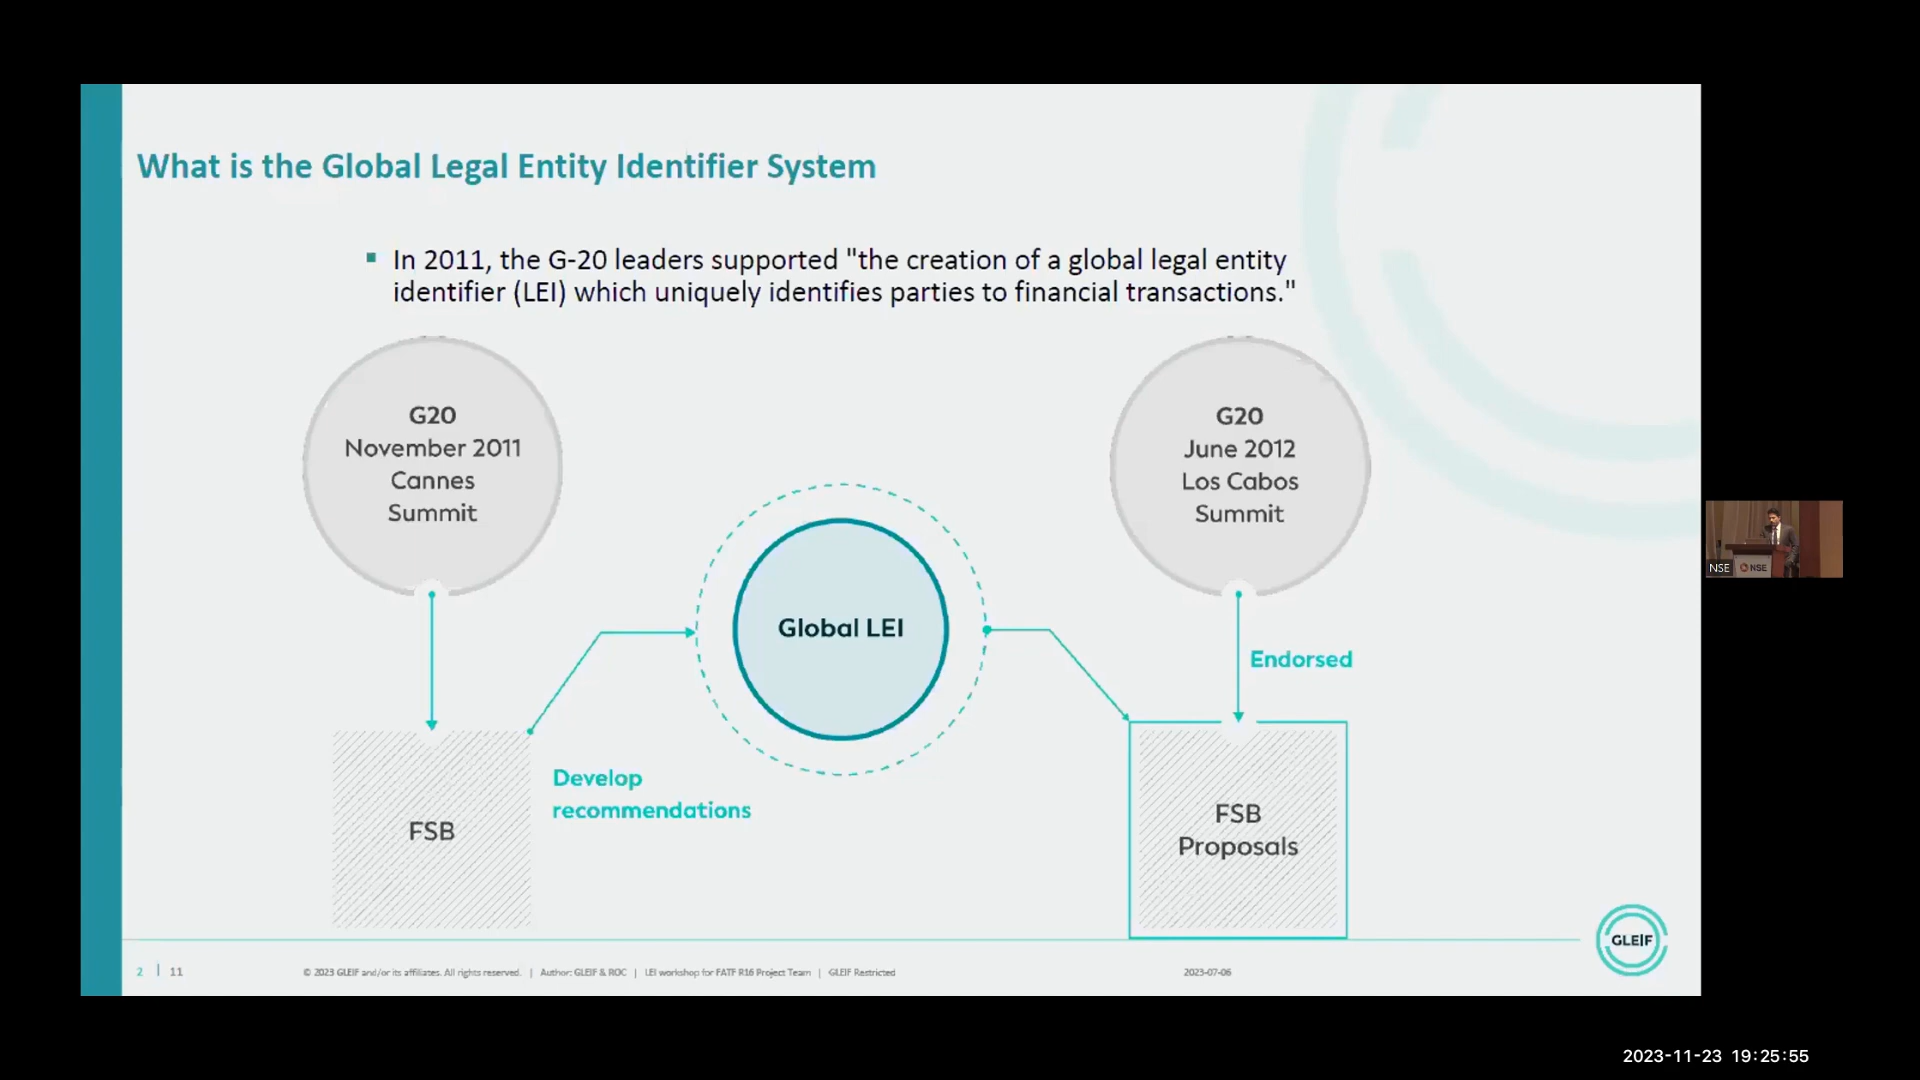 What is the Global Legal Entity Identifier System
▪ In 2011, the G-20 leaders supported "the creation of a global legal entity
identifier (LEI) which uniquely identifies parties to financial transactions."
G20
November 2011
Cannes
Summit
G20
June 2012
Los Cabos
Summit
Global LEI
Endorsed
Develop
recommendations
FSB
FSB
Proposals
GLEIF
2 | 11
© 2023 GLEIF and/or its affiliates. All rights reserved. | Author: GLEIF & ROC | LEI workshop for FATF R16 Project Team | GLEIF Restricted
2023-07-06
NSE
NSE
2023-11-23 19:25:55